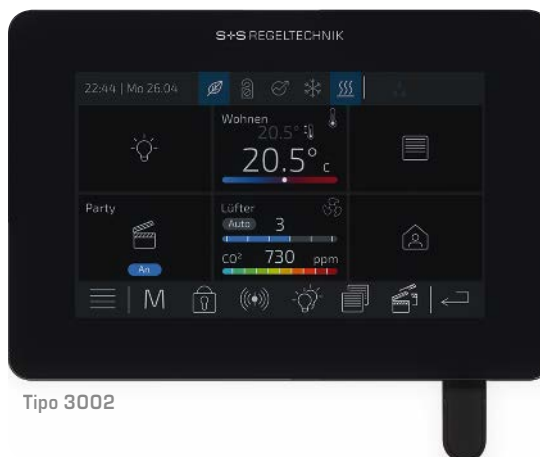 S+S REGELTECHNIK
22:44 | Mo 26.04
Wohnen
20.5°
20.5° C
Party
An
Lüfter
Auto 3
CO² 730 ppm
M
Tipo 3002